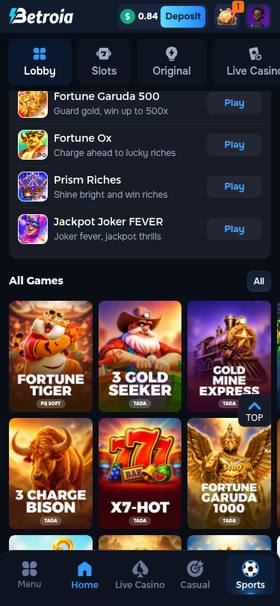 Betroia
$ 0.84 Deposit
1
Lobby Slots Original Live Casino
Fortune Garuda 500
Guard gold, win up to 500x
Play
Fortune Ox
Charge ahead to lucky riches
Play
Prism Riches
Shine bright and win riches
Play
Jackpot Joker FEVER
Joker fever, jackpot thrills
Play
All Games
All
FORTUNE
TIGER
PG SOFT
3 GOLD
SEEKER
TADA
GOLD
MINE
EXPRESS
TADA
TOP
3 CHARGE
BISON
TADA
777
BAR
X7-HOT
TADA
FORTUNE
GARUDA
1000
TADA
Menu Home Live Casino Casual Sports